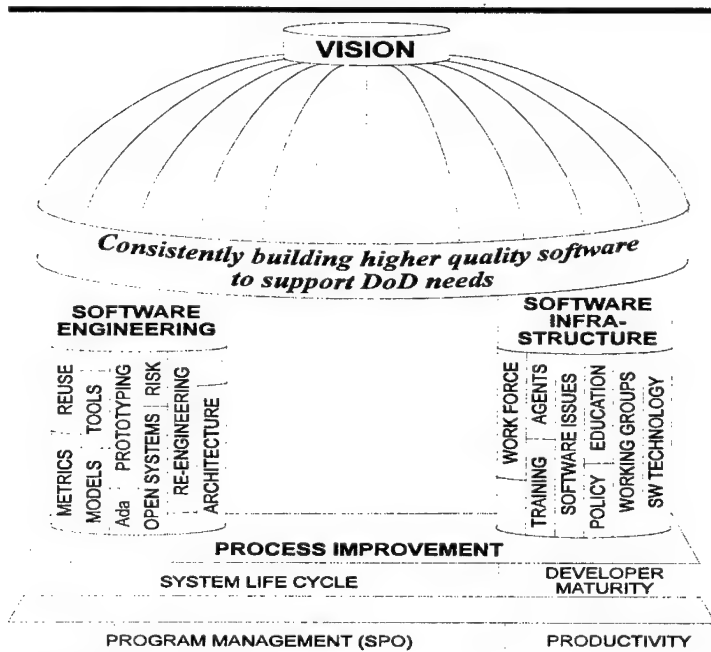 VISION
Consistently building higher quality software
to support DoD needs
SOFTWARE
ENGINEERING
METRICS REUSE
MODELS TOOLS
Ada PROTOTYPING
OPEN SYSTEMS RISK
RE-ENGINEERING
ARCHITECTURE
SOFTWARE
INFRA-
STRUCTURE
WORK FORCE
TRAINING AGENTS
SOFTWARE ISSUES
POLICY EDUCATION
WORKING GROUPS
SW TECHNOLOGY
PROCESS IMPROVEMENT
SYSTEM LIFE CYCLE
DEVELOPER
MATURITY
PROGRAM MANAGEMENT (SPO)
PRODUCTIVITY